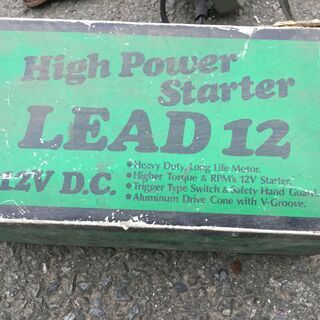 High Power
Starter
LEAD 12
12V D.C.
•Heavy Duty, Long Life Motor.
•Higher Torque & RPM's 12V Starter.
•Trigger Type Switch & Safety Hand Guard.
•Aluminum Drive Cone with V-Groove.